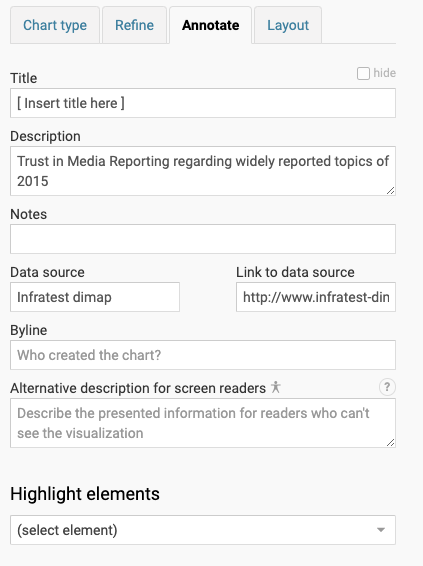 Chart type Refine Annotate Layout
Title hide
[ Insert title here ]
Description
Trust in Media Reporting regarding widely reported topics of
2015
Notes
Data source Link to data source
Infratest dimap http://www.infratest-din
Byline
Who created the chart?
Alternative description for screen readers ?
Describe the presented information for readers who can't
see the visualization
Highlight elements
(select element)